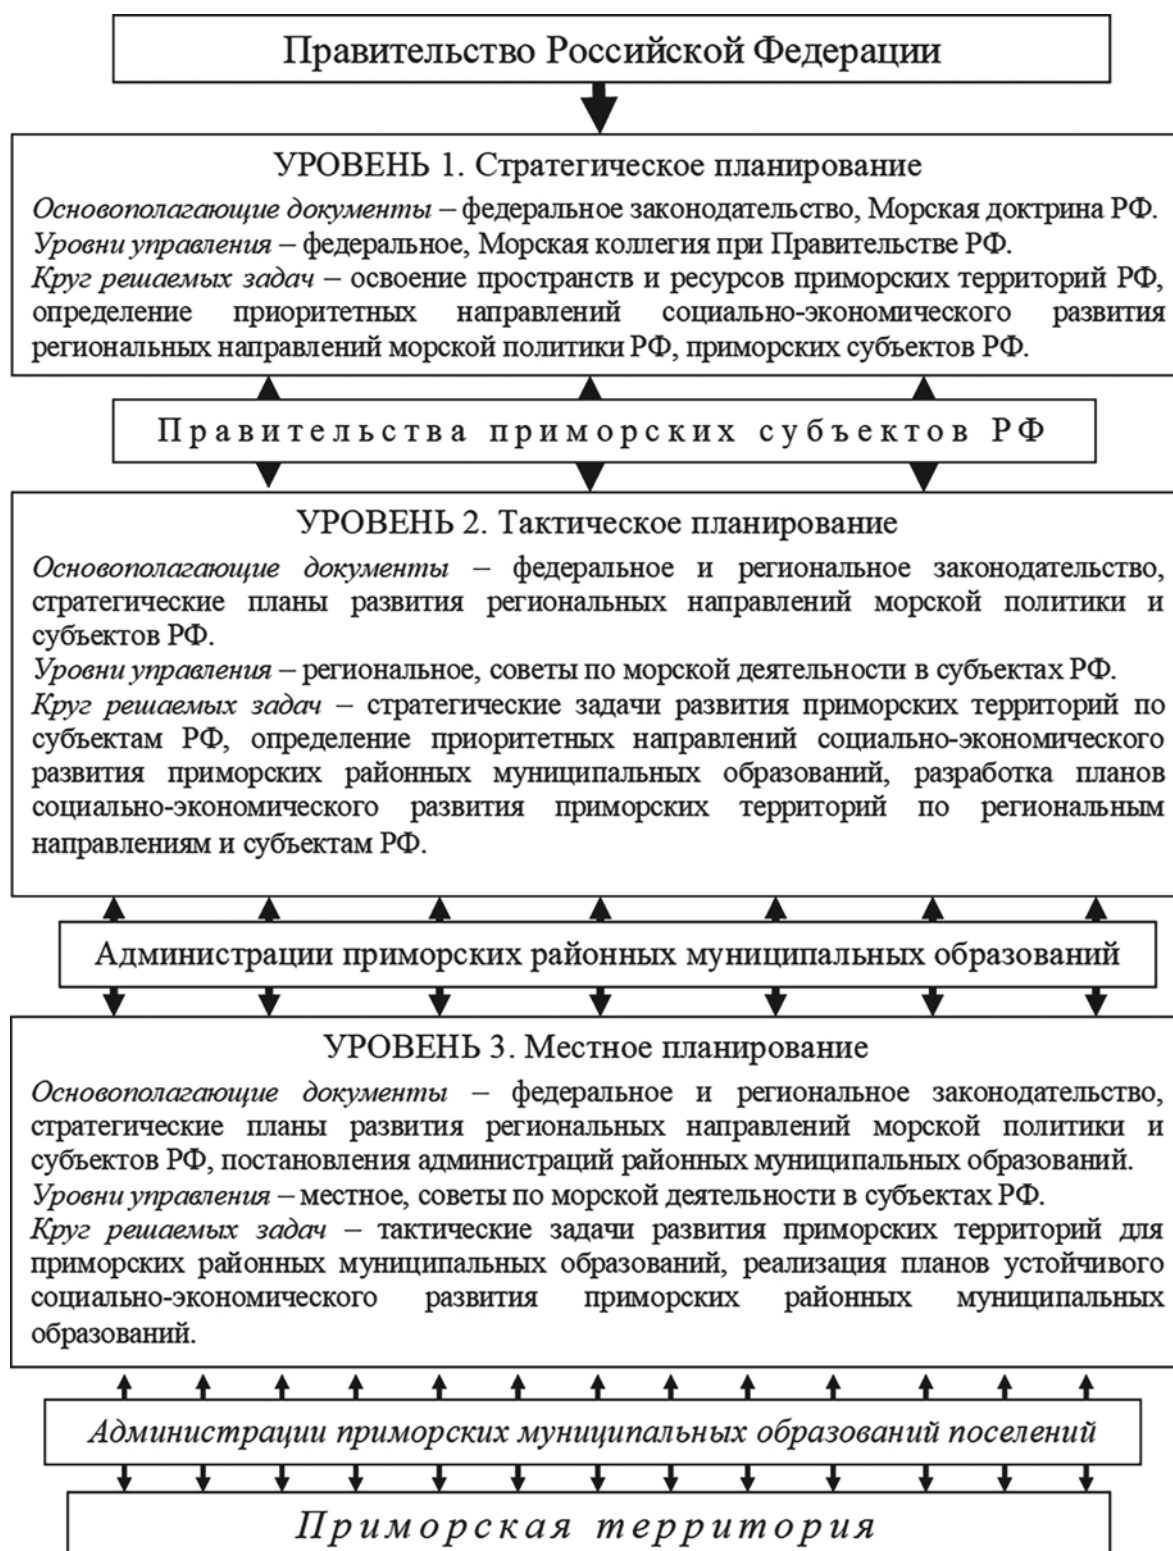 Правительство Российской Федерации
УРОВЕНЬ 1. Стратегическое планирование
Основополагающие документы – федеральное законодательство, Морская доктрина РФ.
Уровни управления – федеральное, Морская коллегия при Правительстве РФ.
Круг решаемых задач – освоение пространств и ресурсов приморских территорий РФ,
определение приоритетных направлений социально-экономического развития
региональных направлений морской политики РФ, приморских субъектов РФ.
Правительства приморских субъектов РФ
УРОВЕНЬ 2. Тактическое планирование
Основополагающие документы – федеральное и региональное законодательство,
стратегические планы развития региональных направлений морской политики и
субъектов РФ.
Уровни управления – региональное, советы по морской деятельности в субъектах РФ.
Круг решаемых задач – стратегические задачи развития приморских территорий по
субъектам РФ, определение приоритетных направлений социально-экономического
развития приморских районных муниципальных образований, разработка планов
социально-экономического развития приморских территорий по региональным
направлениям и субъектам РФ.
Администрации приморских районных муниципальных образований
УРОВЕНЬ 3. Местное планирование
Основополагающие документы – федеральное и региональное законодательство,
стратегические планы развития региональных направлений морской политики и
субъектов РФ, постановления администраций районных муниципальных образований.
Уровни управления – местное, советы по морской деятельности в субъектах РФ.
Круг решаемых задач – тактические задачи развития приморских территорий для
приморских районных муниципальных образований, реализация планов устойчивого
социально-экономического развития приморских районных муниципальных
образований.
Администрации приморских муниципальных образований поселений
Приморская территория